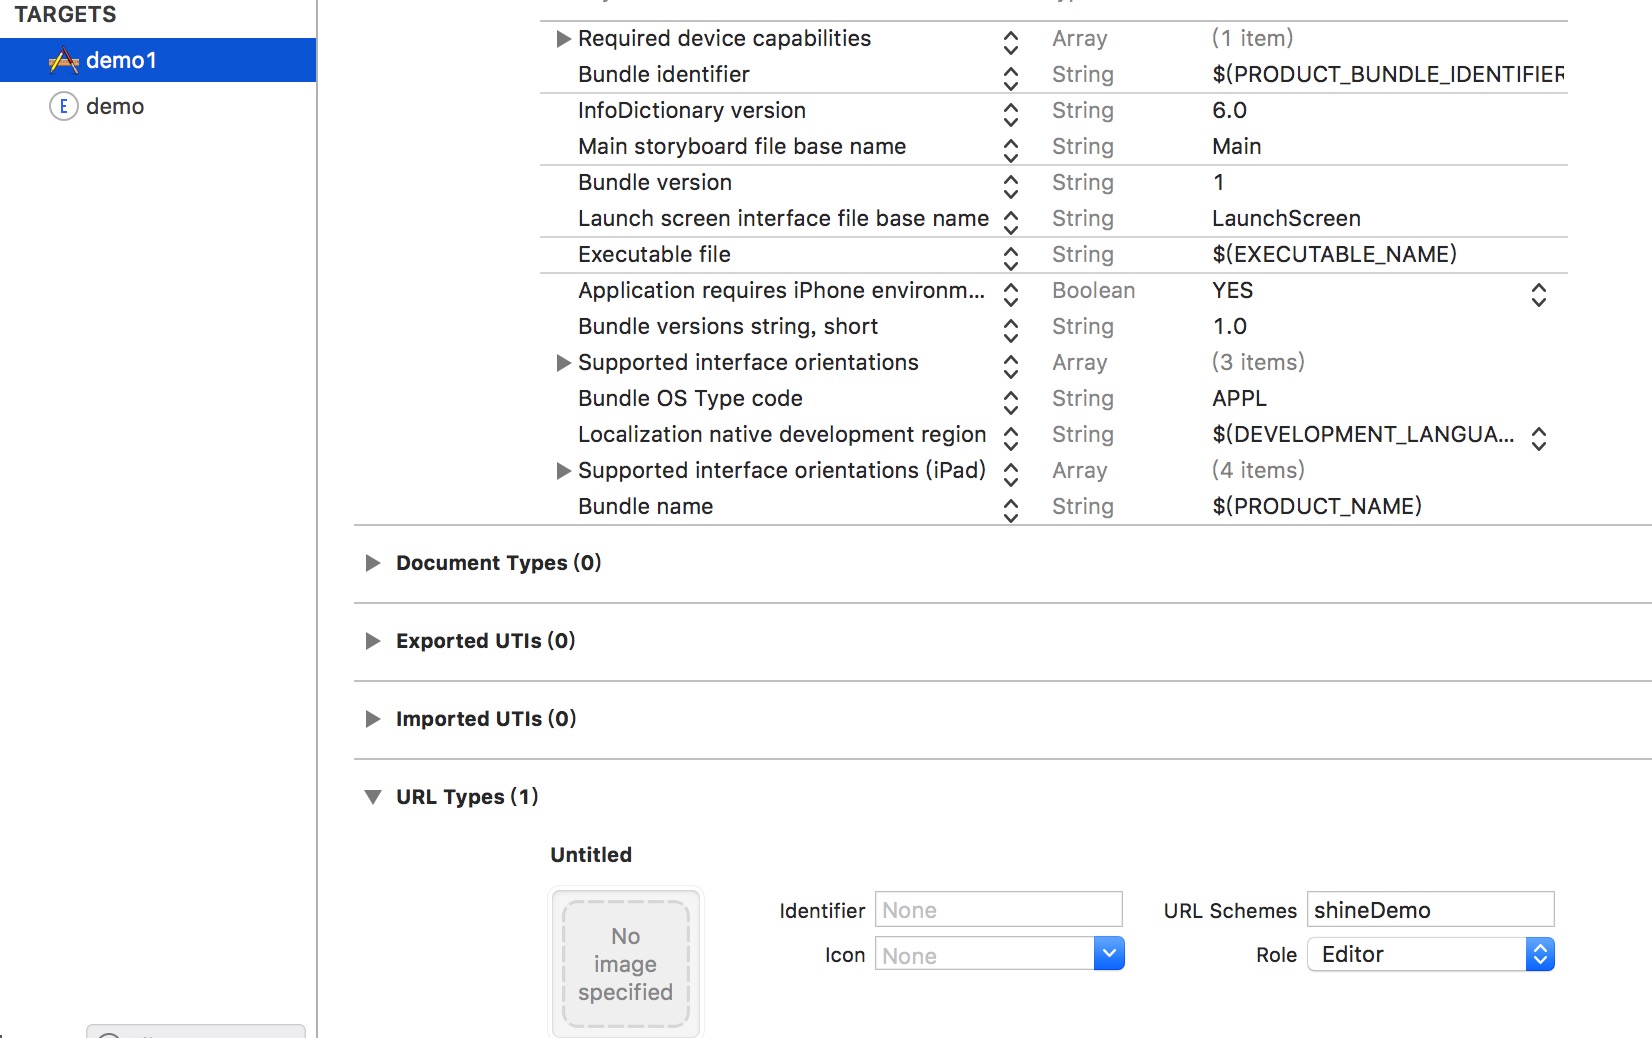 TARGETS
demo1
E demo
Required device capabilities Array (1 item)
Bundle identifier String $(PRODUCT_BUNDLE_IDENTIFIER
InfoDictionary version String 6.0
Main storyboard file base name String Main
Bundle version String 1
Launch screen interface file base name String LaunchScreen
Executable file String $(EXECUTABLE_NAME)
Application requires iPhone environm... Boolean YES
Bundle versions string, short String 1.0
Supported interface orientations Array (3 items)
Bundle OS Type code String APPL
Localization native development region String $(DEVELOPMENT_LANGUA...
Supported interface orientations (iPad) Array (4 items)
Bundle name String $(PRODUCT_NAME)
Document Types (0)
Exported UTIs (0)
Imported UTIs (0)
URL Types (1)
Untitled
No
image
specified
Identifier None URL Schemes shineDemo
Icon None Role Editor